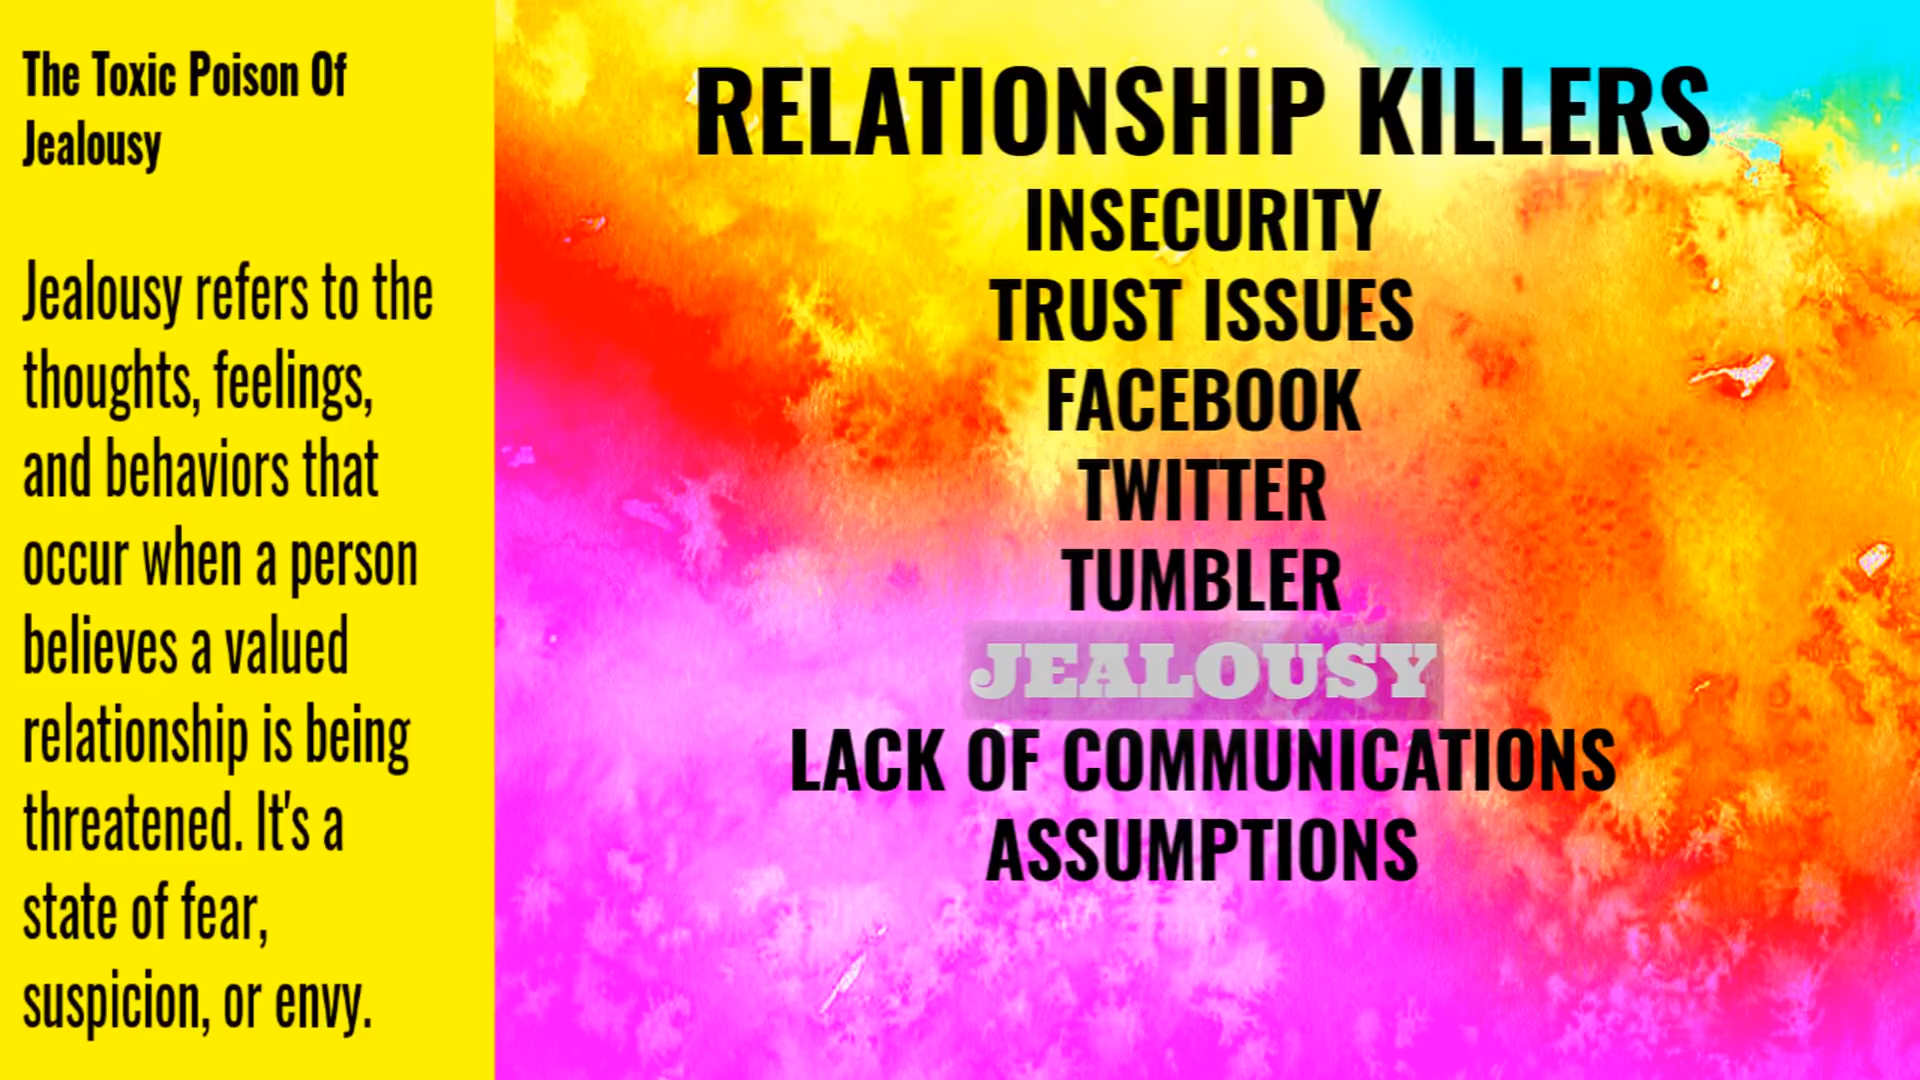 The Toxic Poison Of
Jealousy
Jealousy refers to the
thoughts, feelings,
and behaviors that
occur when a person
believes a valued
relationship is being
threatened. It's a
state of fear,
suspicion, or envy.
RELATIONSHIP KILLERS
INSECURITY
TRUST ISSUES
FACEBOOK
TWITTER
TUMBLER
JEALOUSY
LACK OF COMMUNICATIONS
ASSUMPTIONS